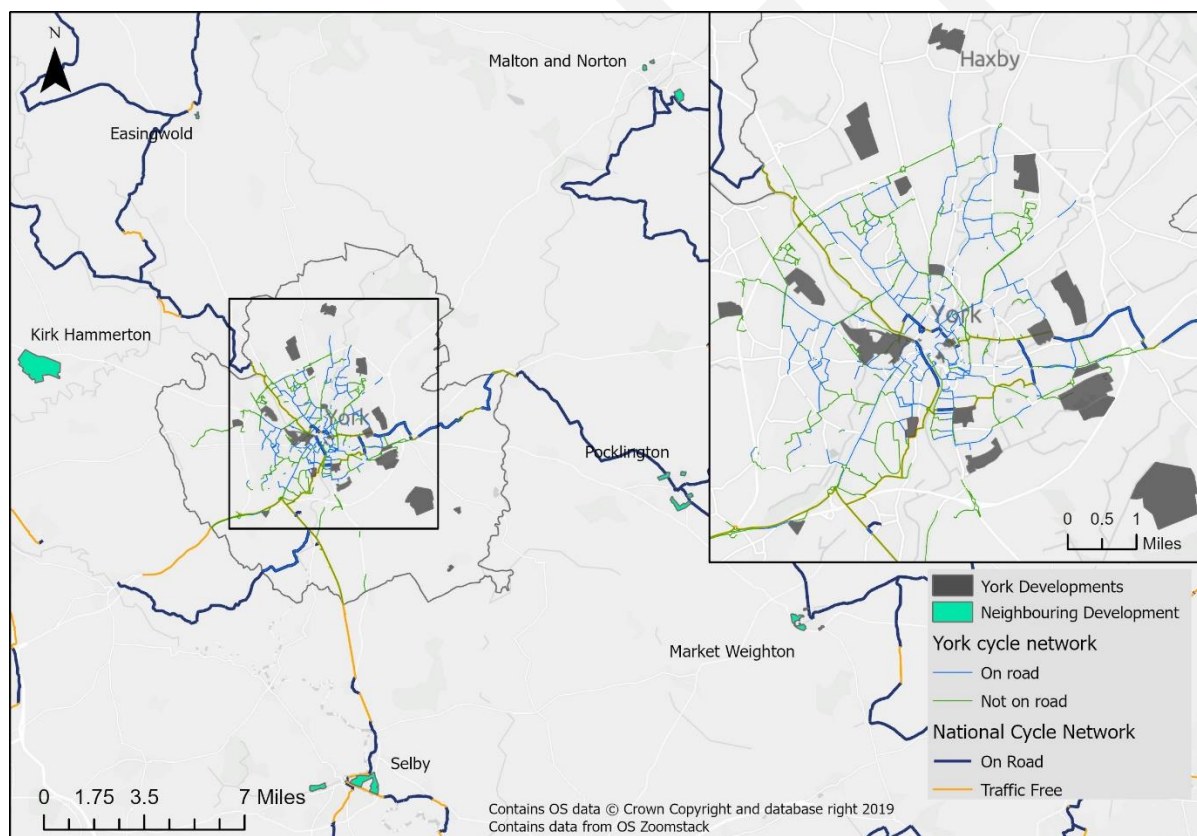 N
Malton and Norton
Haxby
Easingwold
Kirk Hammerton
York
York
Pocklington
0 0.5 1
Miles
York Developments
Neighbouring Development
York cycle network
On road
Not on road
National Cycle Network
On Road
Traffic Free
Market Weighton
Selby
0 1.75 3.5 7 Miles
Contains OS data © Crown Copyright and database right 2019
Contains data from OS Zoomstack